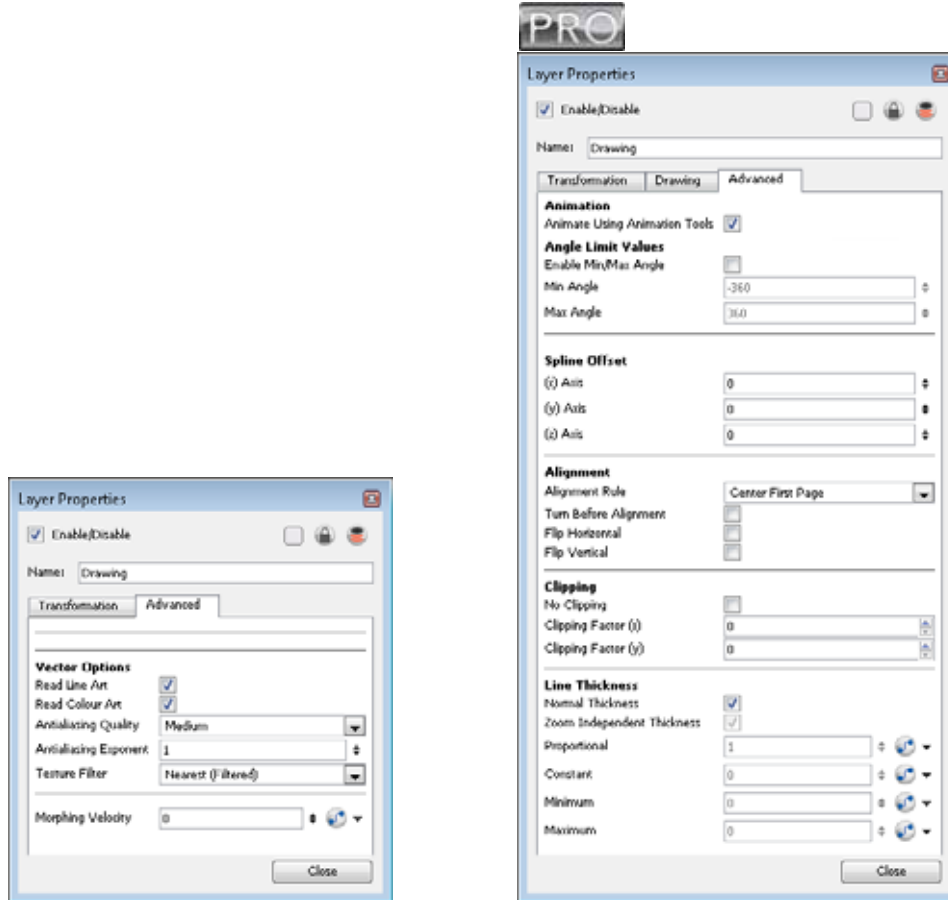 PRO
Layer Properties
Enable/Disable
Name: Drawing
Transformation Drawing Advanced
Animation
Animate Using Animation Tools
Angle Limit Values
Enable Min/Max Angle
Min Angle -360
Max Angle 360
Spline Offset
(x) Axis 0
(y) Axis 0
(z) Axis 0
Alignment
Alignment Rule Center First Page
Turn Before Alignment
Flip Horizontal
Flip Vertical
Clipping
No Clipping
Clipping Factor (x) 0
Clipping Factor (y) 0
Line Thickness
Normal Thickness
Zoom Independent Thickness
Proportional 1
Constant 0
Minimum 0
Maximum 0
Close
Layer Properties
Enable/Disable
Name: Drawing
Transformation Advanced
Vector Options
Read Line Art
Read Colour Art
Antialiasing Quality Medium
Antialiasing Exponent 1
Texture Filter Nearest (Filtered)
Morphing Velocity 0
Close